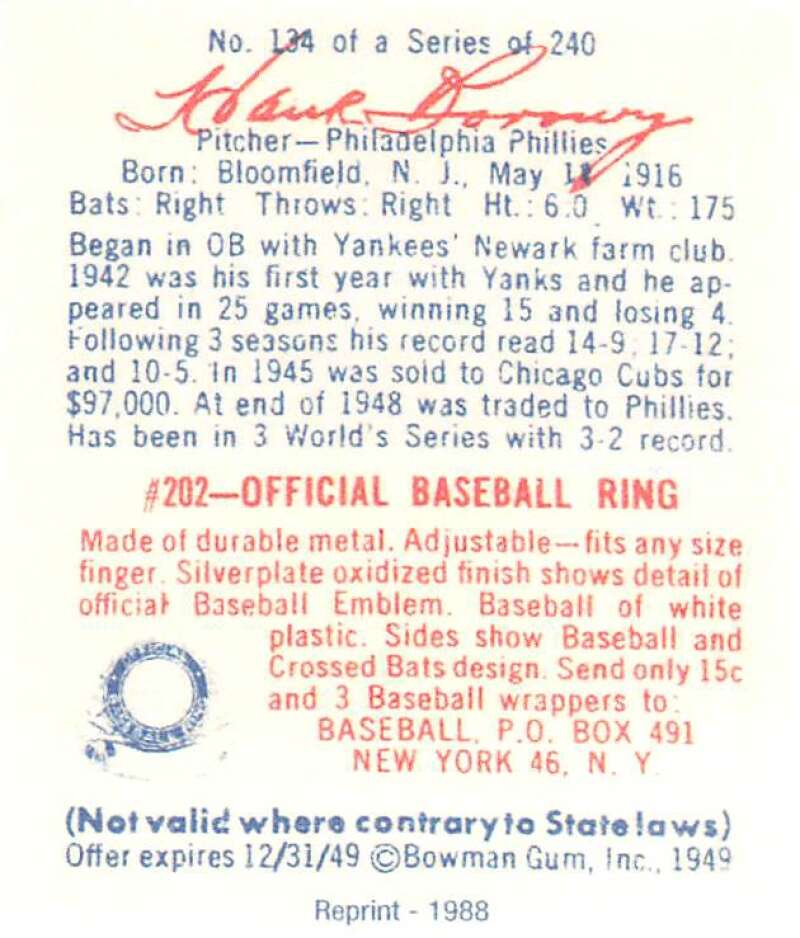 No. 134 of a Series of 240
Hank Borowy
Pitcher—Philadelphia Phillies
Born: Bloomfield, N. J., May 1 1916
Bats: Right Throws: Right Ht.: 6.0 Wt.: 175
Began in OB with Yankees' Newark farm club.
1942 was his first year with Yanks and he ap-
peared in 25 games, winning 15 and losing 4.
Following 3 seasons his record read 14-9; 17-12;
and 10-5. In 1945 was sold to Chicago Cubs for
$97,000. At end of 1948 was traded to Phillies.
Has been in 3 World's Series with 3-2 record.
#202—OFFICIAL BASEBALL RING
Made of durable metal. Adjustable—fits any size
finger. Silverplate oxidized finish shows detail of
official Baseball Emblem. Baseball of white
plastic. Sides show Baseball and
Crossed Bats design. Send only 15c
and 3 Baseball wrappers to:
BASEBALL, P.O. BOX 491
NEW YORK 46, N. Y.
(Not valid where contrary to State laws)
Offer expires 12/31/49 ©Bowman Gum, Inc., 1949
Reprint - 1988